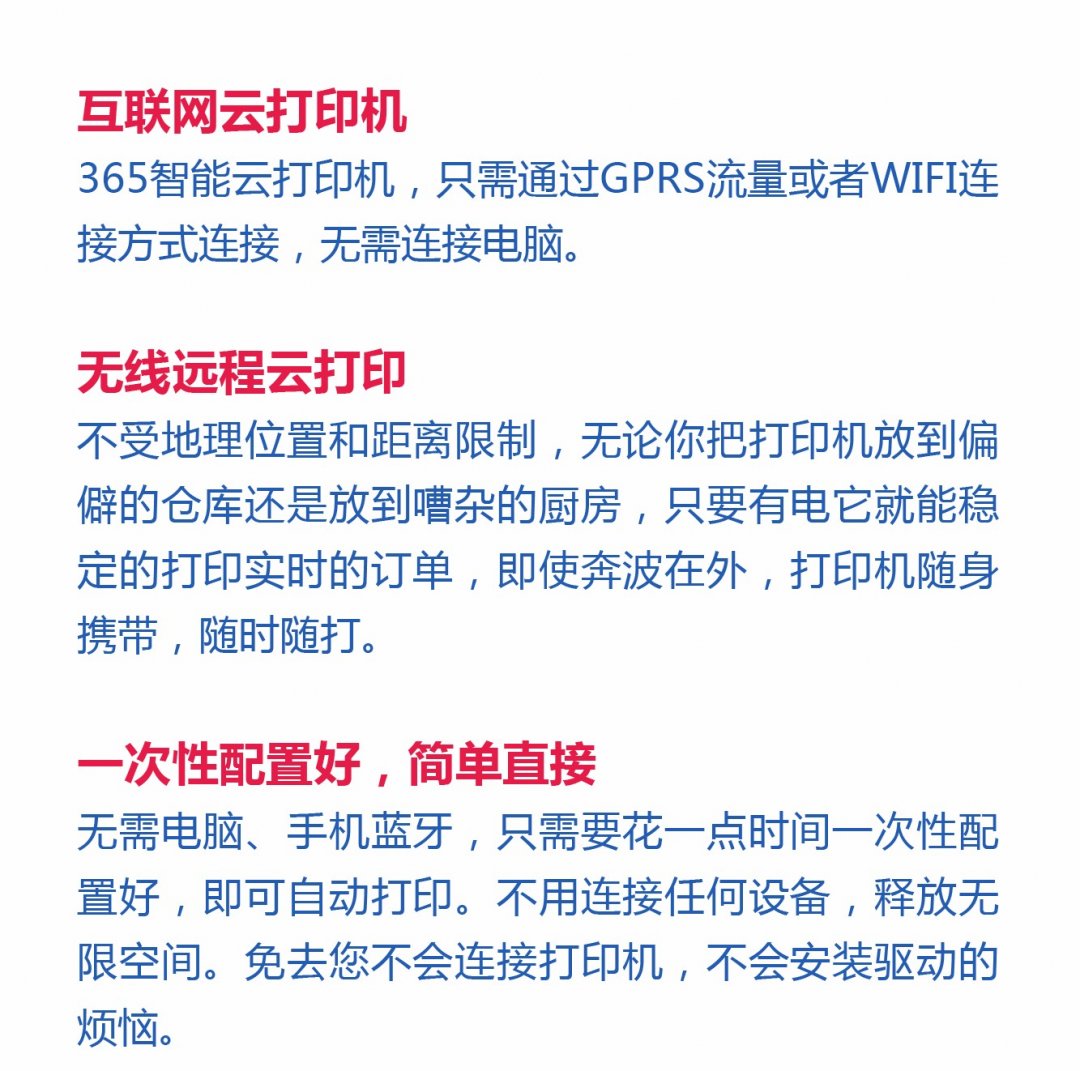 互联网云打印机
365智能云打印机，只需通过GPRS流量或者WIFI连
接方式连接，无需连接电脑。
无线远程云打印
不受地理位置和距离限制，无论你把打印机放到偏
僻的仓库还是放到嘈杂的厨房，只要有电它就能稳
定的打印实时的订单，即使奔波在外，打印机随身
携带，随时随打。
一次性配置好，简单直接
无需电脑、手机蓝牙，只需要花一点时间一次性配
置好，即可自动打印。不用连接任何设备，释放无
限空间。免去您不会连接打印机，不会安装驱动的
烦恼。